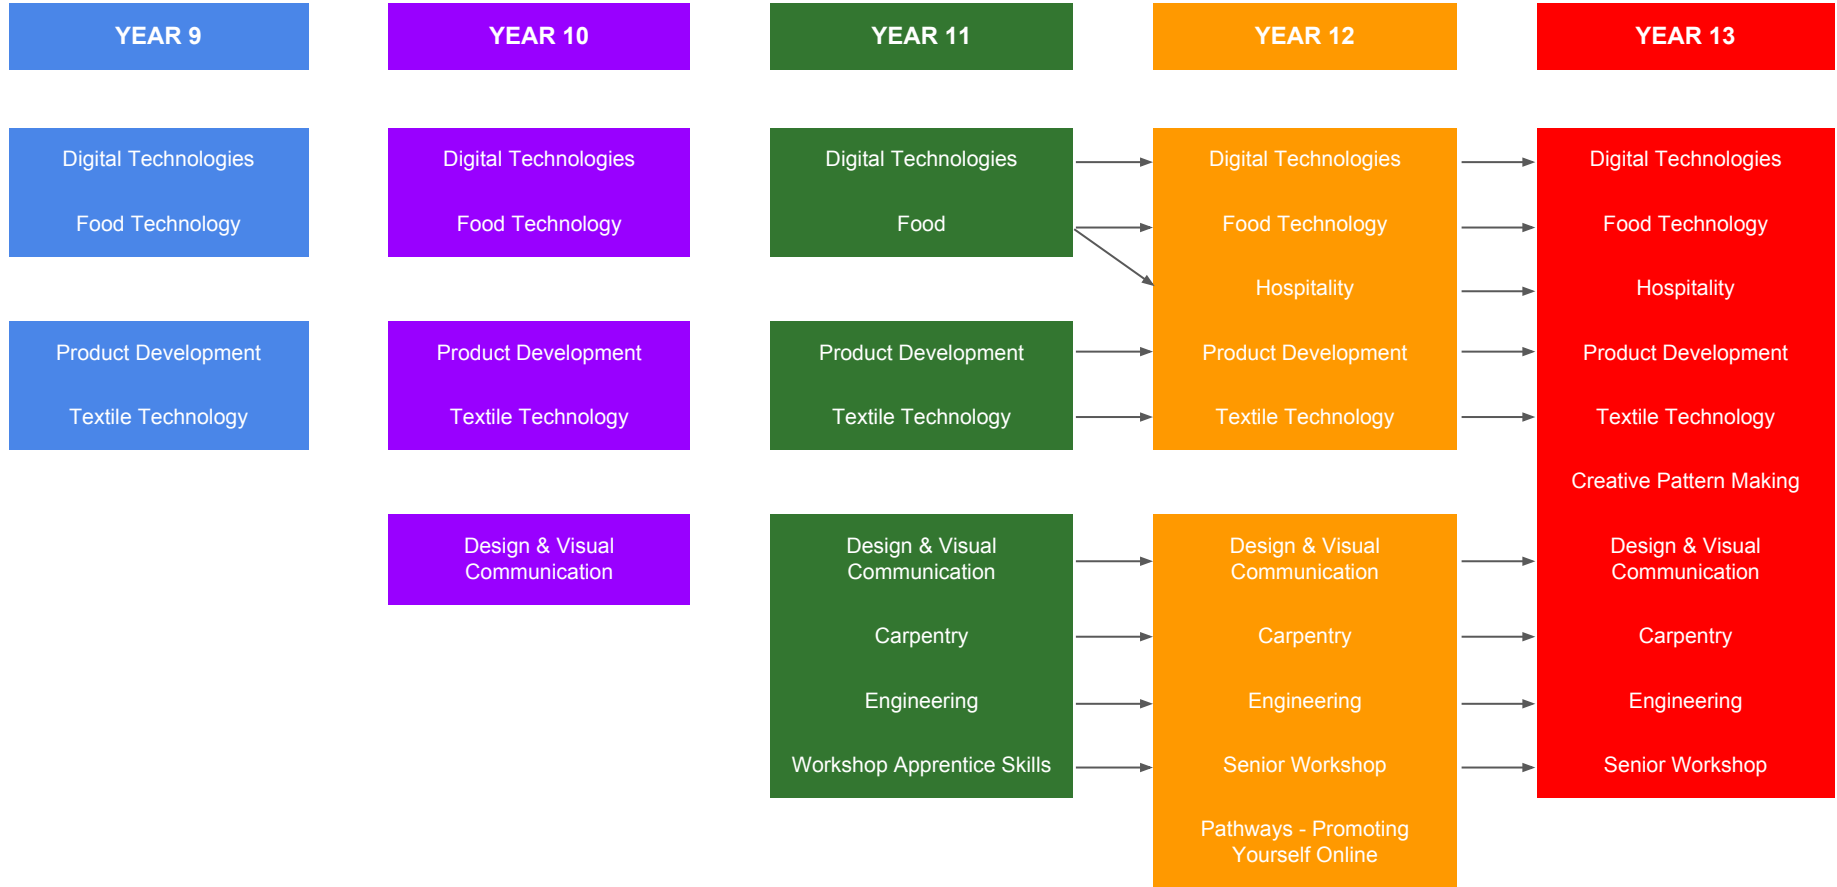 YEAR 9
YEAR 10
YEAR 11
YEAR 12
YEAR 13
Digital Technologies
Food Technology
Product Development
Textile Technology
Digital Technologies
Food Technology
Product Development
Textile Technology
Design & Visual
Communication
Digital Technologies
Food
Product Development
Textile Technology
Design & Visual
Communication
Carpentry
Engineering
Workshop Apprentice Skills
Digital Technologies
Food Technology
Hospitality
Product Development
Textile Technology
Design & Visual
Communication
Carpentry
Engineering
Senior Workshop
Pathways - Promoting
Yourself Online
Digital Technologies
Food Technology
Hospitality
Product Development
Textile Technology
Creative Pattern Making
Design & Visual
Communication
Carpentry
Engineering
Senior Workshop